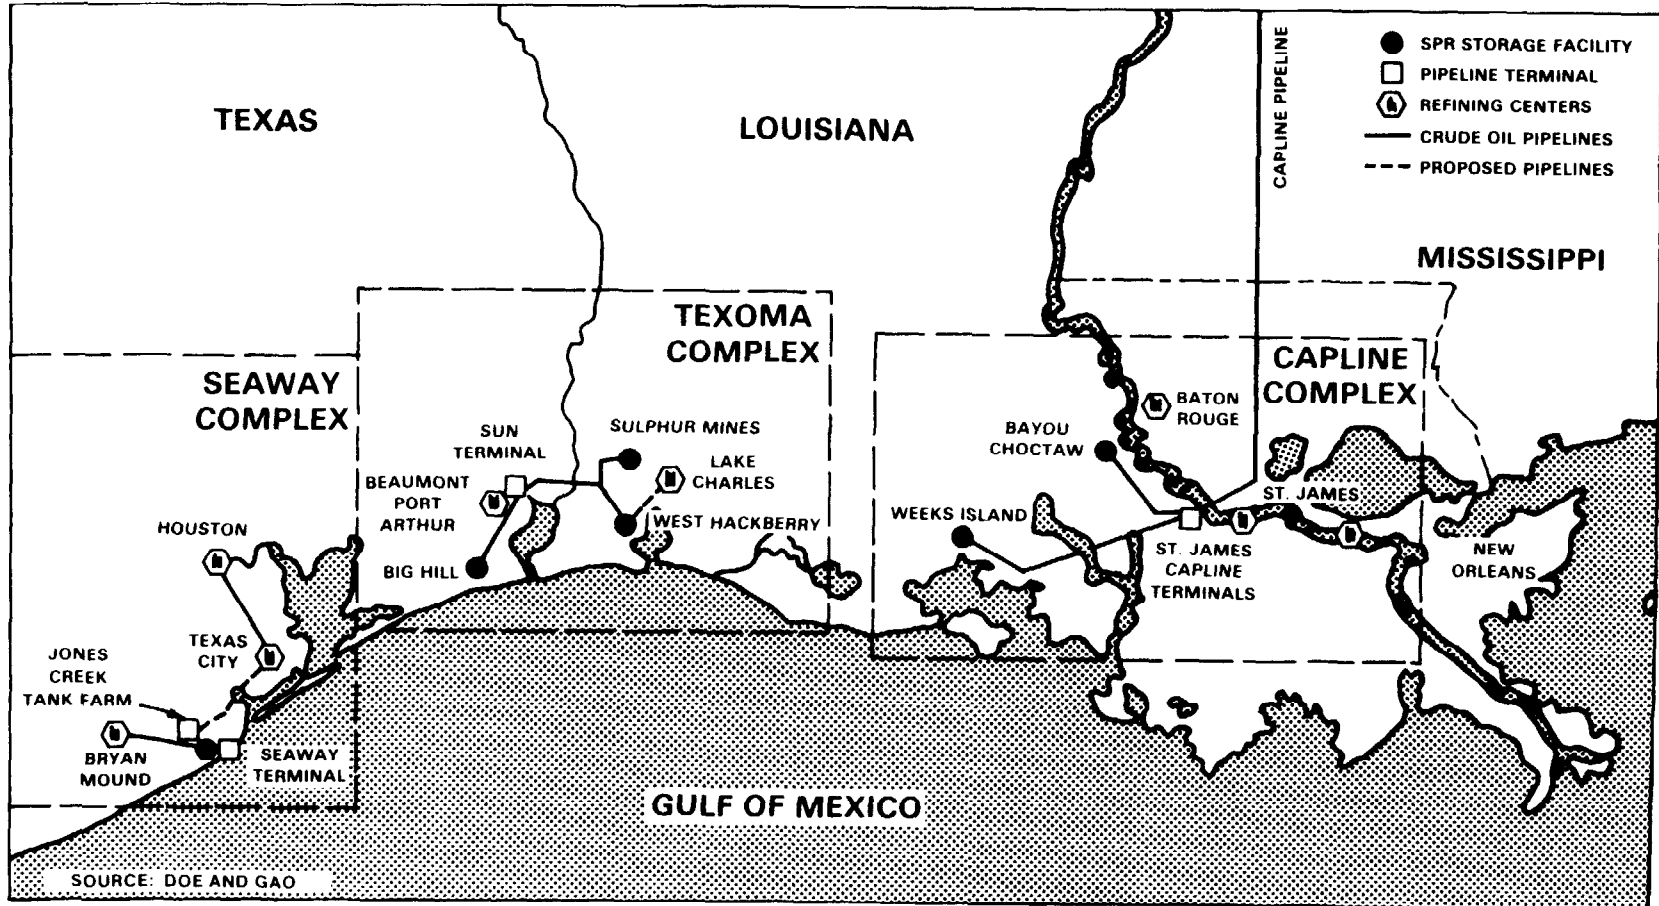 TEXAS
LOUISIANA
CAPLINE PIPELINE
SPR STORAGE FACILITY
PIPELINE TERMINAL
REFINING CENTERS
CRUDE OIL PIPELINES
PROPOSED PIPELINES
MISSISSIPPI
TEXOMA
COMPLEX
CAPLINE
COMPLEX
SEAWAY
COMPLEX
SUN
TERMINAL
SULPHUR MINES
BEAUMONT
PORT
ARTHUR
LAKE
CHARLES
WEST HACKBERRY
BIG HILL
BATON
ROUGE
BAYOU
CHOCTAW
WEEKS ISLAND
ST. JAMES
ST. JAMES
CAPLINE
TERMINALS
NEW
ORLEANS
HOUSTON
TEXAS
CITY
JONES
CREEK
TANK FARM
BRYAN
MOUND
SEAWAY
TERMINAL
GULF OF MEXICO
SOURCE: DOE AND GAO